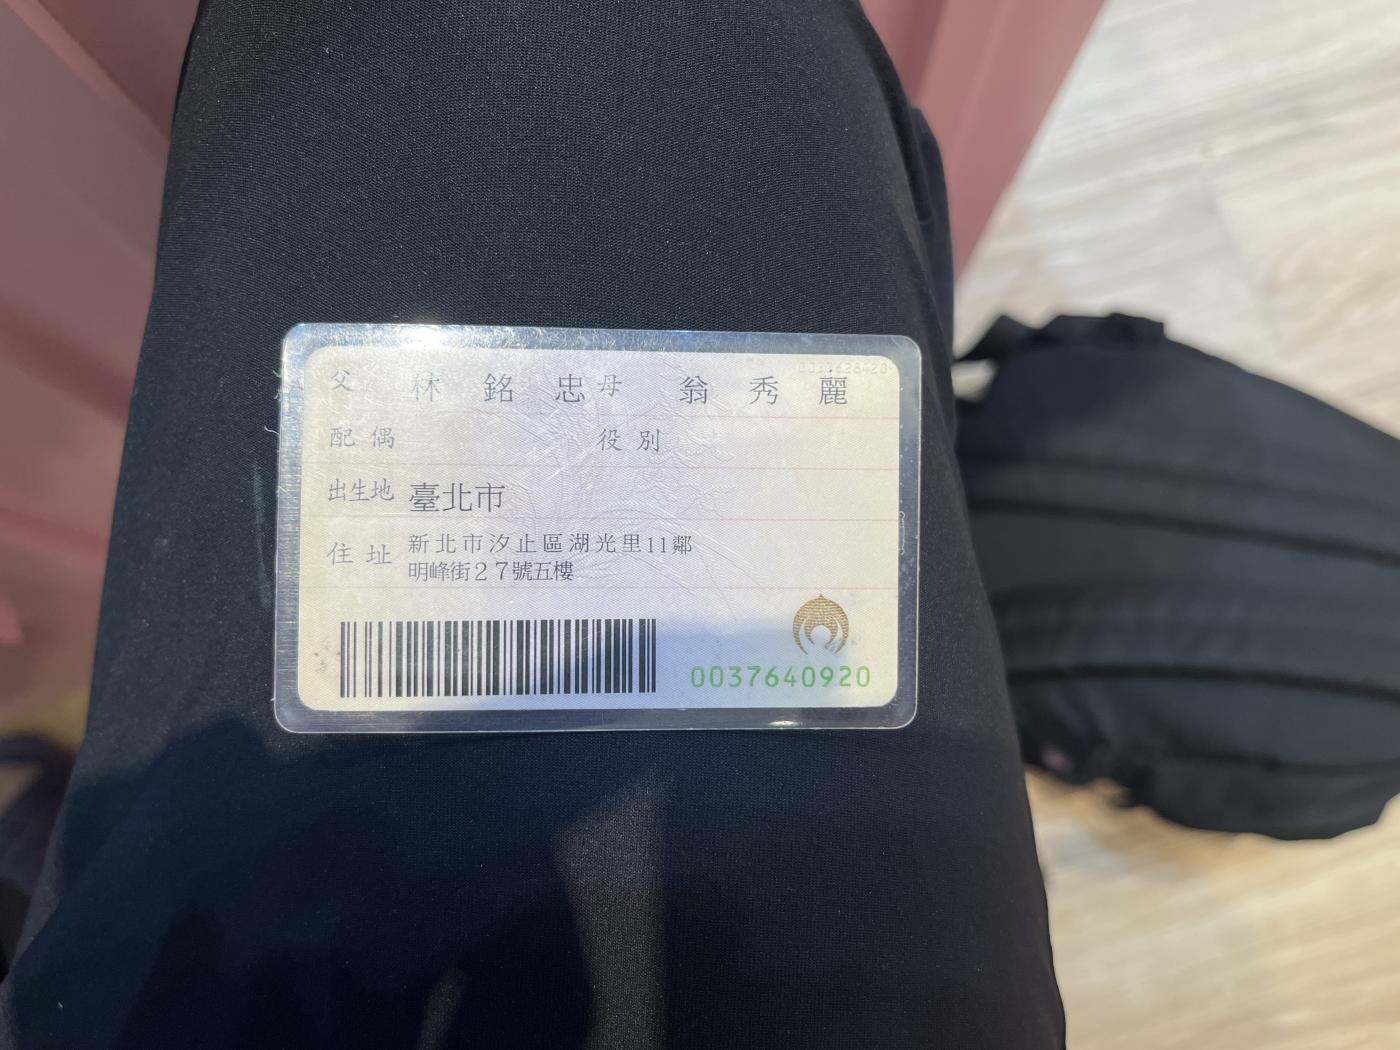 父 林銘忠 母 翁秀麗
配偶 役別
出生地 臺北市
住址 新北市汐止區湖光里11鄰
明峰街27號五樓
0037640920